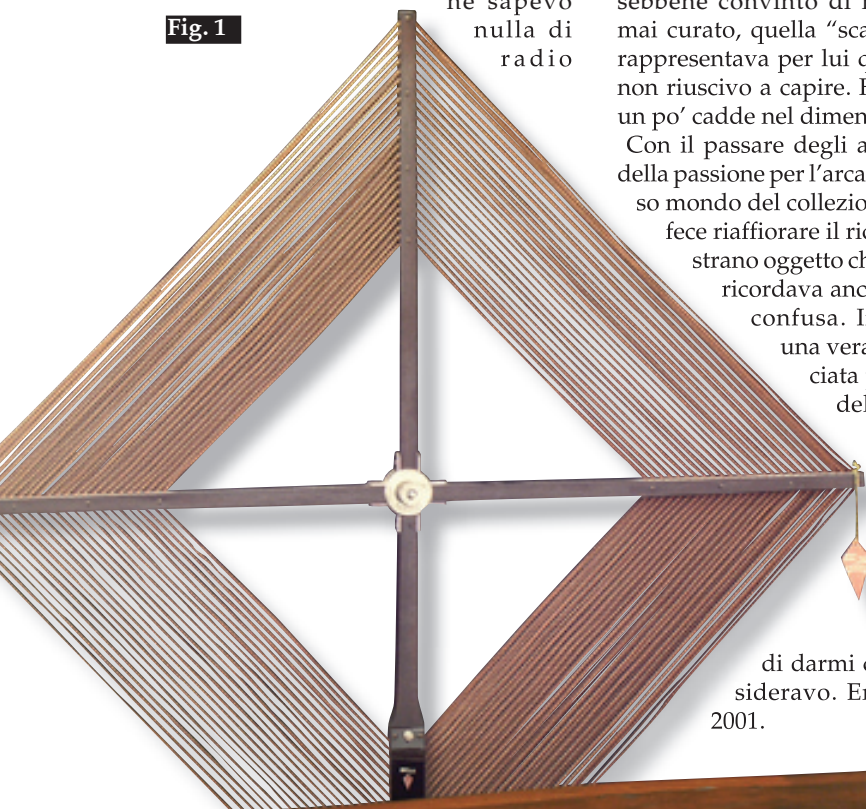 Fig. 1
né sapevo
nulla di
radio
sebbene convinto di
mai curato, quella “sca
rappresentava per lui
non riuscivo a capire.
un po’ cadde nel dimen
Con il passare degli a
della passione per l’arca
so mondo del collezio
fece riaffiorare il ric
strano oggetto ch
ricordava anc
confusa. I
una vera
ciata
del
di darmi
sideravo. Er
2001.